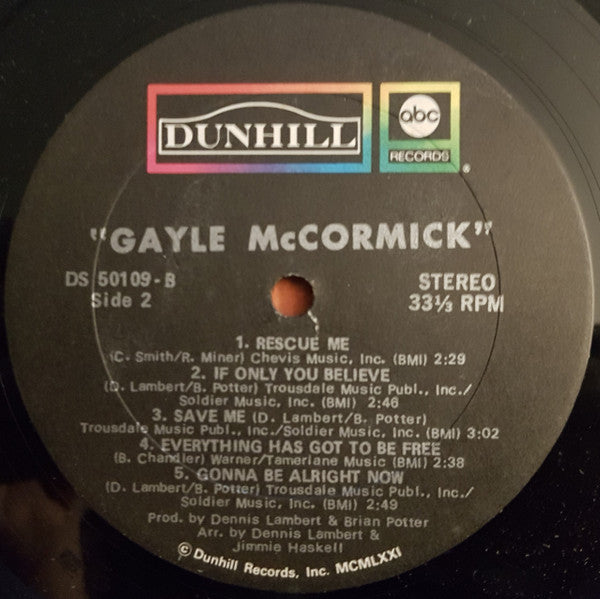 DUNHILL
abc
RECORDS
®
"GAYLE McCORMICK"
DS 50109-B
Side 2
STEREO
33⅓ RPM
1. RESCUE ME
(C. Smith/R. Miner) Chevis Music, Inc. (BMI) 2:29
2. IF ONLY YOU BELIEVE
(D. Lambert/B. Potter) Trousdale Music Publ., Inc./
Soldier Music, Inc. (BMI) 2:46
3. SAVE ME (D. Lambert/B. Potter)
Trousdale Music Publ., Inc./Soldier Music, Inc. (BMI) 3:02
4. EVERYTHING HAS GOT TO BE FREE
(B. Chandler) Warner/Tamerlane Music (BMI) 2:38
5. GONNA BE ALRIGHT NOW
(D. Lambert/B. Potter) Trousdale Music Publ., Inc./
Soldier Music, Inc. (BMI) 2:49
Prod. by Dennis Lambert & Brian Potter
Arr. by Dennis Lambert &
Jimmie Haskell
© Dunhill Records, Inc. MCMLXXI